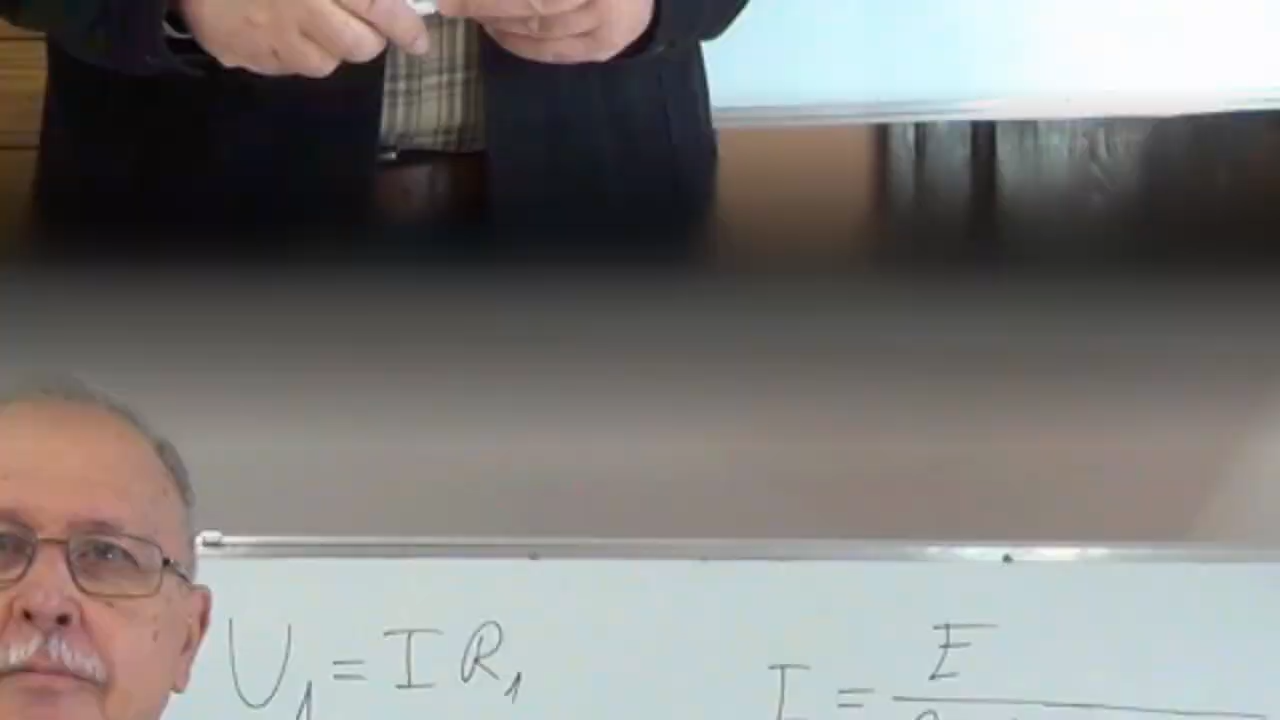 U₁ = I R₁
I = E